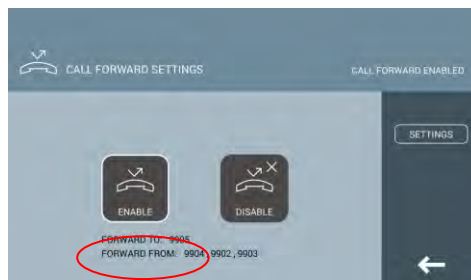 CALL FORWARD SETTINGS
CALL FORWARD ENABLED
SETTINGS
ENABLE
DISABLE
FORWARD TO: 9905
FORWARD FROM: 9904,9902,9903